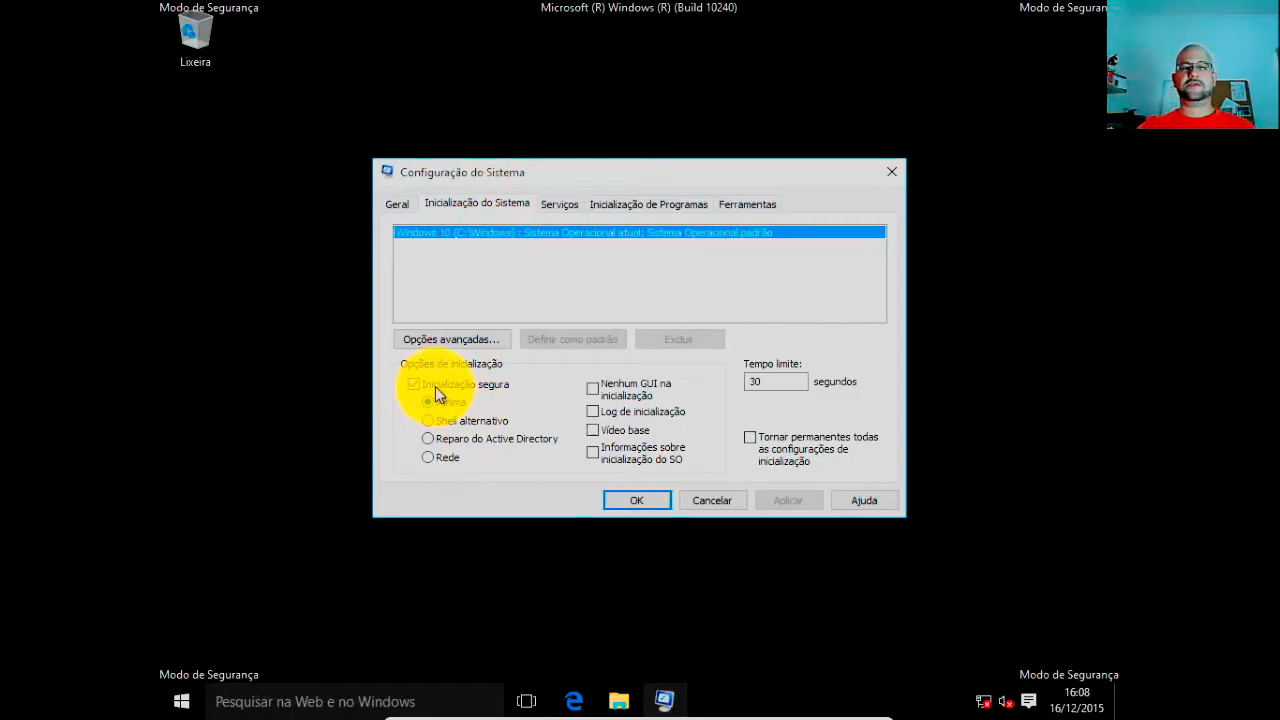 Modo de Segurança
Microsoft (R) Windows (R) (Build 10240)
Modo de Seguran
Lixeira
Configuração do Sistema
Geral
Inicialização do Sistema
Serviços
Inicialização de Programas
Ferramentas
Windows 10 (C:\Windows) : Sistema Operacional atual; Sistema Operacional padrão
Opções avançadas...
Definir como padrão
Excluir
Opções de inicialização
Inicialização segura
Shell alternativo
Reparo do Active Directory
Rede
Nenhum GUI na
inicialização
Log de inicialização
Vídeo base
Informações sobre
inicialização do SO
Tempo limite:
30 segundos
Tornar permanentes todas
as configurações de
inicialização
OK
Cancelar
Aplicar
Ajuda
Modo de Segurança
Modo de Segurança
Pesquisar na Web e no Windows
16:08
16/12/2015